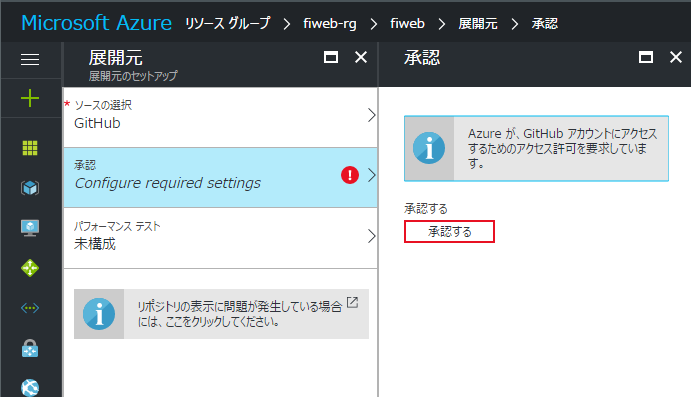 Microsoft Azure リソース グループ > fiweb-rg > fiweb > 展開元 > 承認
展開元
展開元のセットアップ
* ソースの選択
GitHub
承認
Configure required settings
!
パフォーマンス テスト
未構成
i
リポジトリの表示に問題が発生している場合
には、ここをクリックしてください。
承認
i
Azure が、GitHub アカウントにアクセス
するためのアクセス許可を要求していま
す。
承認する
承認する